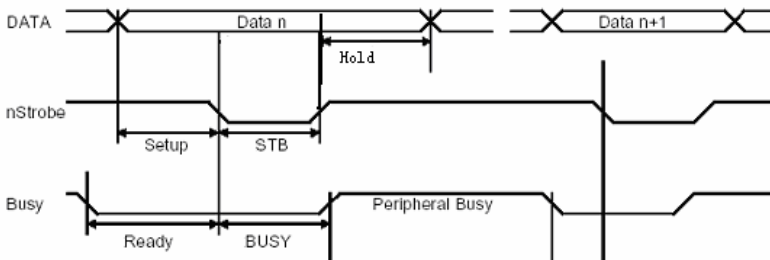 DATA Data n Data n+1
Hold
nStrobe
Setup STB
Busy Peripheral Busy
Ready BUSY